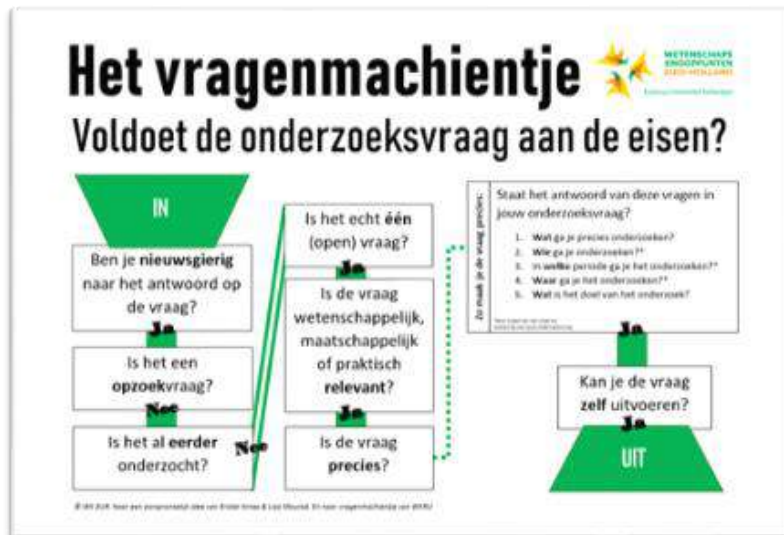 Het vragenmachientje
WETENSCHAPS
KNOOPPUNTEN
ZUID-HOLLAND
Erasmus Universiteit Rotterdam
Voldoet de onderzoeksvraag aan de eisen?
IN
Ben je nieuwsgierig
naar het antwoord op
de vraag?
Ja
Is het een
opzoekvraag?
Nee
Is het al eerder
onderzocht?
Nee
Is het echt één
(open) vraag?
Ja
Is de vraag
wetenschappelijk,
maatschappelijk
of praktisch
relevant?
Ja
Is de vraag
precies?
Zo maak je de vraag precies:
Staat het antwoord van deze vragen in
jouw onderzoeksvraag?
1. Wat ga je precies onderzoeken?
2. Wie ga je onderzoeken?*
3. In welke periode ga je het onderzoeken?*
4. Waar ga je het onderzoeken?*
5. Wat is het doel van het onderzoek?
Ja
Kan je de vraag
zelf uitvoeren?
Ja
UIT